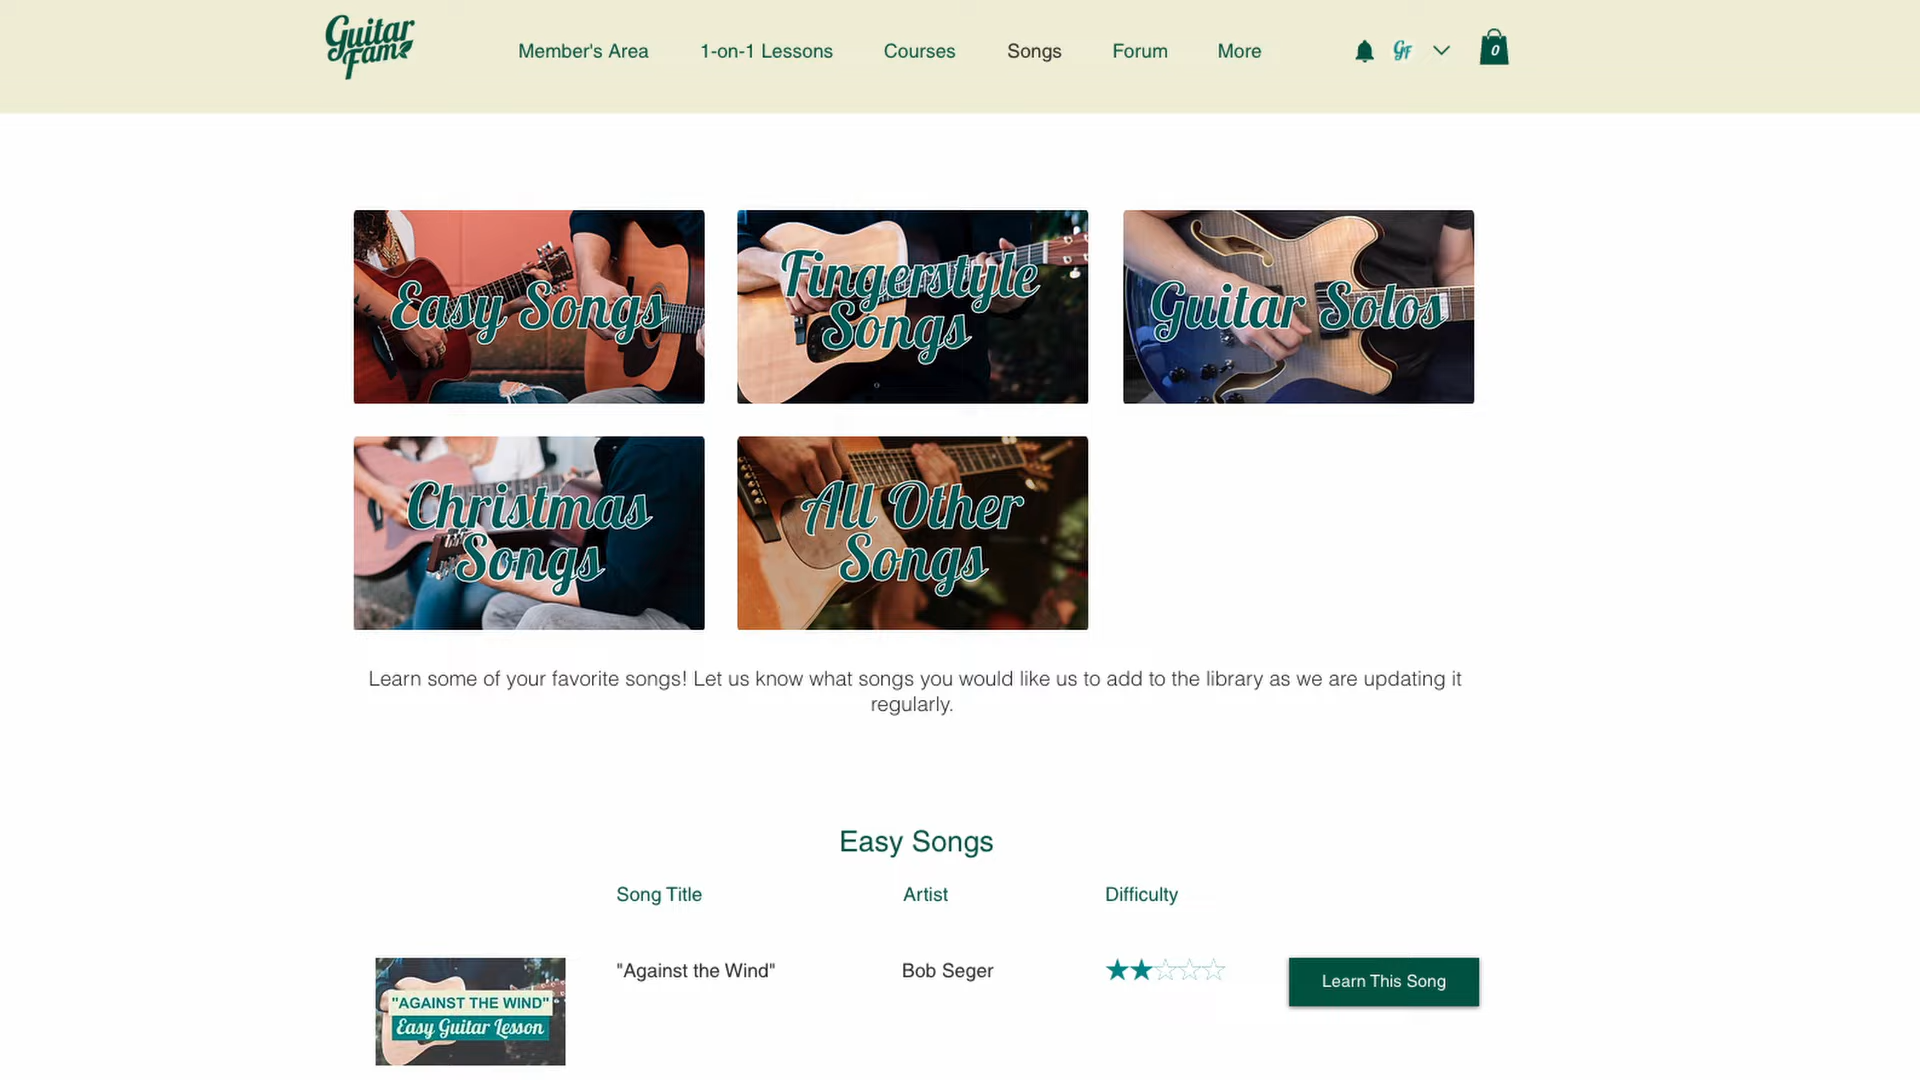 Guitar
Fam
Member's Area
1-on-1 Lessons
Courses
Songs
Forum
More
GF
0
Easy Songs
Fingerstyle
Songs
Guitar Solos
Christmas
Songs
All Other
Songs
Learn some of your favorite songs! Let us know what songs you would like us to add to the library as we are updating it
regularly.
Easy Songs
Song Title
Artist
Difficulty
"AGAINST THE WIND"
Easy Guitar Lesson
"Against the Wind"
Bob Seger
Learn This Song